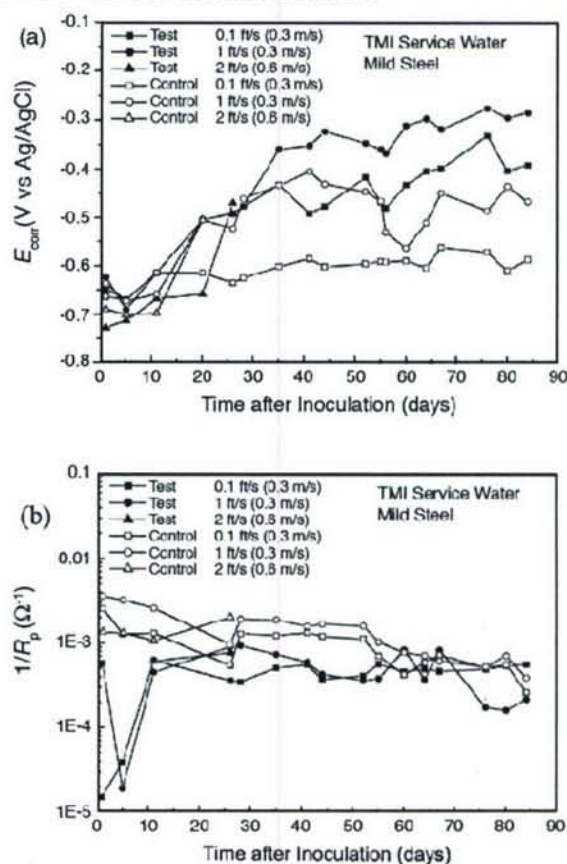 (a)
-0.1
-0.2
-0.3
-0.4
-0.5
-0.6
-0.7
-0.8
E corr (V vs Ag/AgCl)
Test 0.1 ft/s (0.3 m/s)
Test 1 ft/s (0.3 m/s)
Test 2 ft/s (0.6 m/s)
Control 0.1 ft/s (0.3 m/s)
Control 1 ft/s (0.3 m/s)
Control 2 ft/s (0.6 m/s)
TMI Service Water
Mild Steel
0 10 20 30 40 50 60 70 80 90
Time after Inoculation (days)
(b)
0.1
0.01
1E-3
1E-4
1E-5
1/Rp (Ω-1)
Test 0.1 ft/s (0.3 m/s)
Test 1 ft/s (0.3 m/s)
Test 2 ft/s (0.6 m/s)
Control 0.1 ft/s (0.3 m/s)
Control 1 ft/s (0.3 m/s)
Control 2 ft/s (0.6 m/s)
TMI Service Water
Mild Steel
0 10 20 30 40 50 60 70 80 90
Time after Inoculation (days)